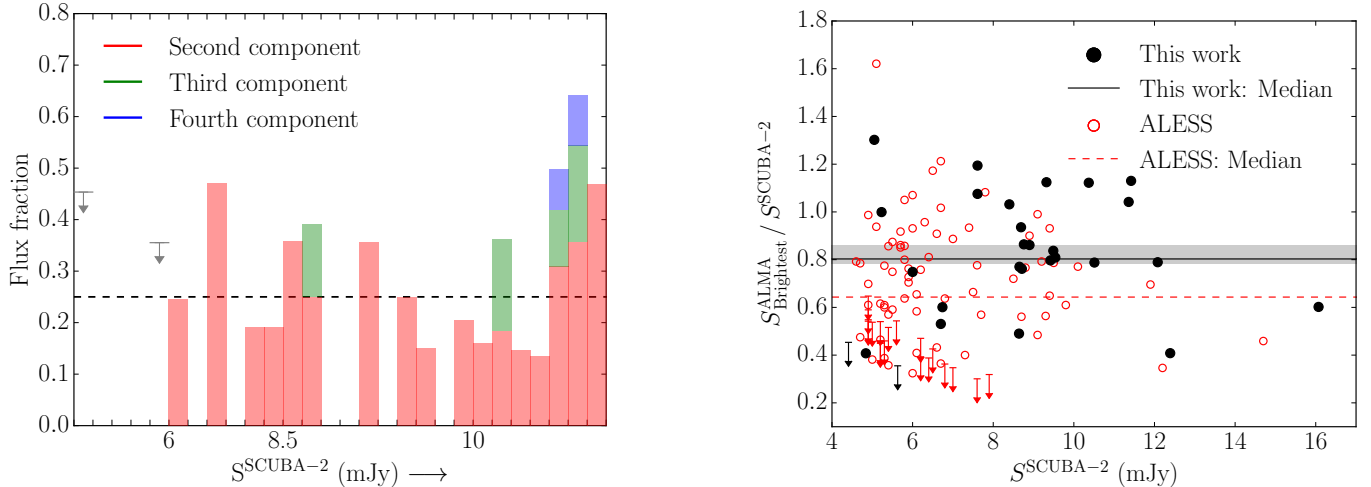 0.8
0.7
0.6
0.5
0.4
0.3
0.2
0.1
0.0
Flux fraction
Second component
Third component
Fourth component
6 8.5 10
S^SCUBA−2 (mJy) ⟶
1.8
1.6
1.4
1.2
1.0
0.8
0.6
0.4
0.2
S^ALMA_Brightest / S^SCUBA−2
This work
This work: Median
ALESS
ALESS: Median
4 6 8 10 12 14 16
S^SCUBA−2 (mJy)